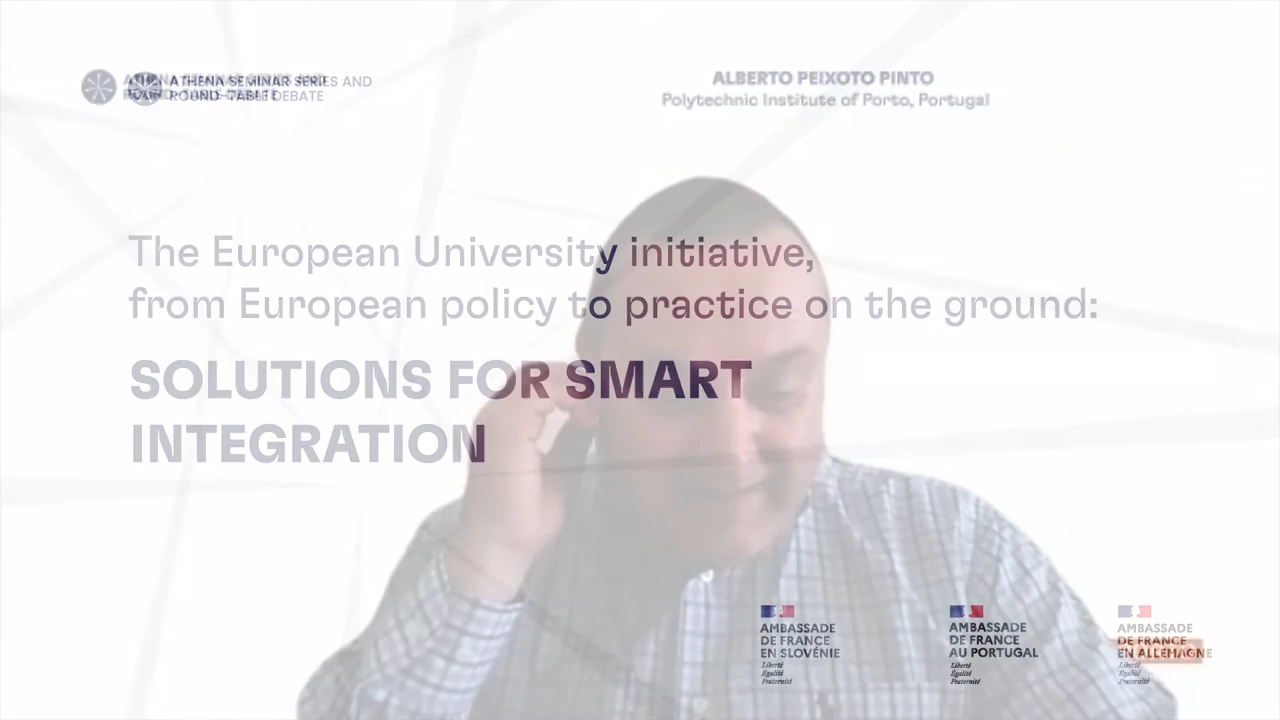 ATHENA SEMINAR SERIES AND
ROUND-TABLE DEBATE
ALBERTO PEIXOTO PINTO
Polytechnic Institute of Porto, Portugal
The European University initiative,
from European policy to practice on the ground:
SOLUTIONS FOR SMART
INTEGRATION
AMBASSADE
DE FRANCE
EN SLOVÉNIE
Liberté
Égalité
Fraternité
AMBASSADE
DE FRANCE
AU PORTUGAL
Liberté
Égalité
Fraternité
AMBASSADE
DE FRANCE
EN ALLEMAGNE
Liberté
Égalité
Fraternité